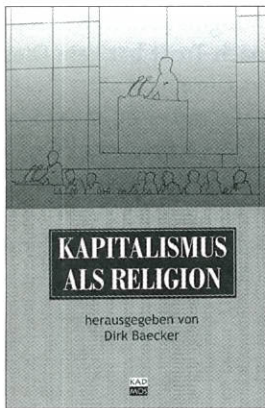 KAPITALISMUS
ALS RELIGION
herausgegeben von
Dirk Baecker
KAD
MOS